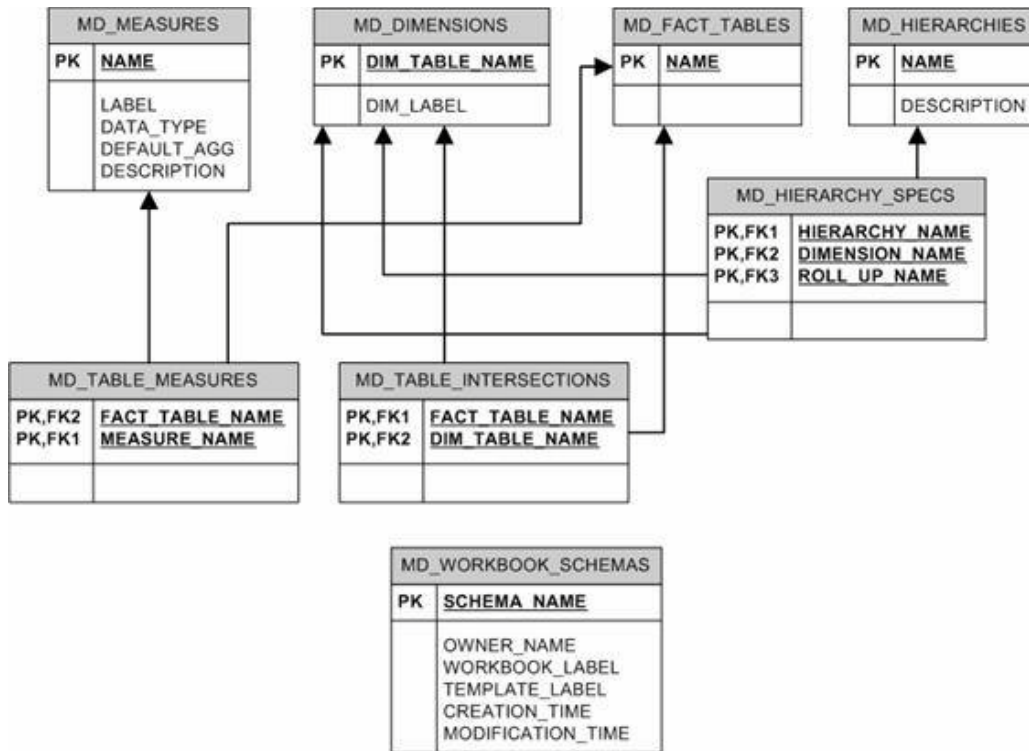 MD_MEASURES
PK NAME
LABEL
DATA_TYPE
DEFAULT_AGG
DESCRIPTION
MD_DIMENSIONS
PK DIM_TABLE_NAME
DIM_LABEL
MD_FACT_TABLES
PK NAME
MD_HIERARCHIES
PK NAME
DESCRIPTION
MD_HIERARCHY_SPECS
PK,FK1 HIERARCHY_NAME
PK,FK2 DIMENSION_NAME
PK,FK3 ROLL_UP_NAME
MD_TABLE_MEASURES
PK,FK2 FACT_TABLE_NAME
PK,FK1 MEASURE_NAME
MD_TABLE_INTERSECTIONS
PK,FK1 FACT_TABLE_NAME
PK,FK2 DIM_TABLE_NAME
MD_WORKBOOK_SCHEMAS
PK SCHEMA_NAME
OWNER_NAME
WORKBOOK_LABEL
TEMPLATE_LABEL
CREATION_TIME
MODIFICATION_TIME